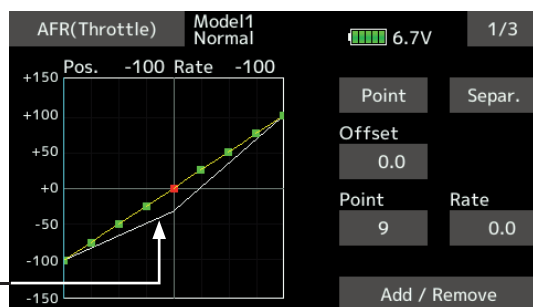 AFR(Throttle)
Model1
Normal
6.7V
1/3
Pos. -100 Rate -100
+150
+100
+50
+0
-50
-100
-150
Point
Separ.
Offset
0.0
Point
Rate
9
0.0
Add / Remove